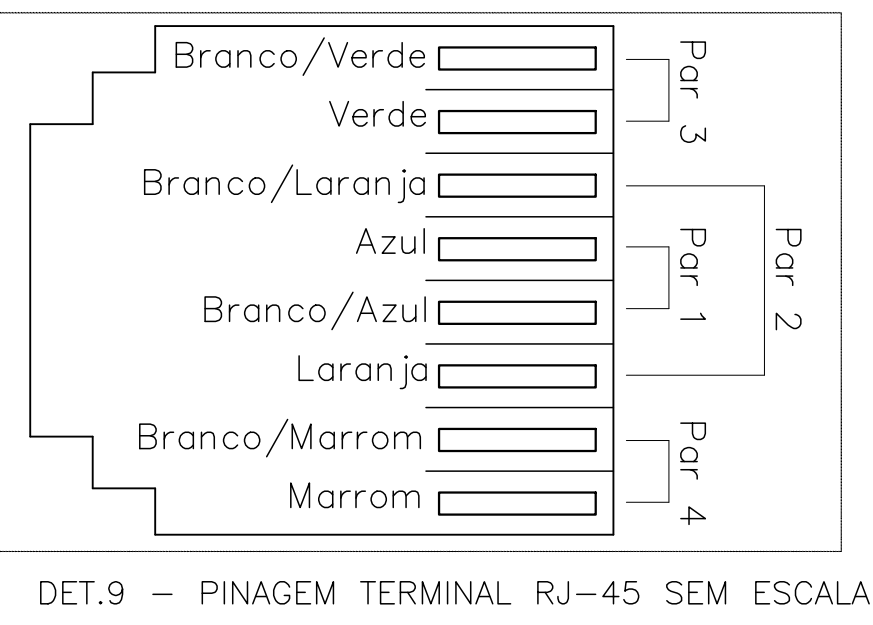 Branco/Verde
Verde
Branco/Laranja
Azul
Branco/Azul
Laranja
Branco/Marrom
Marrom
Par 3
Par 1
Par 2
Par 4
DET.9 - PINAGEM TERMINAL RJ-45 SEM ESCALA